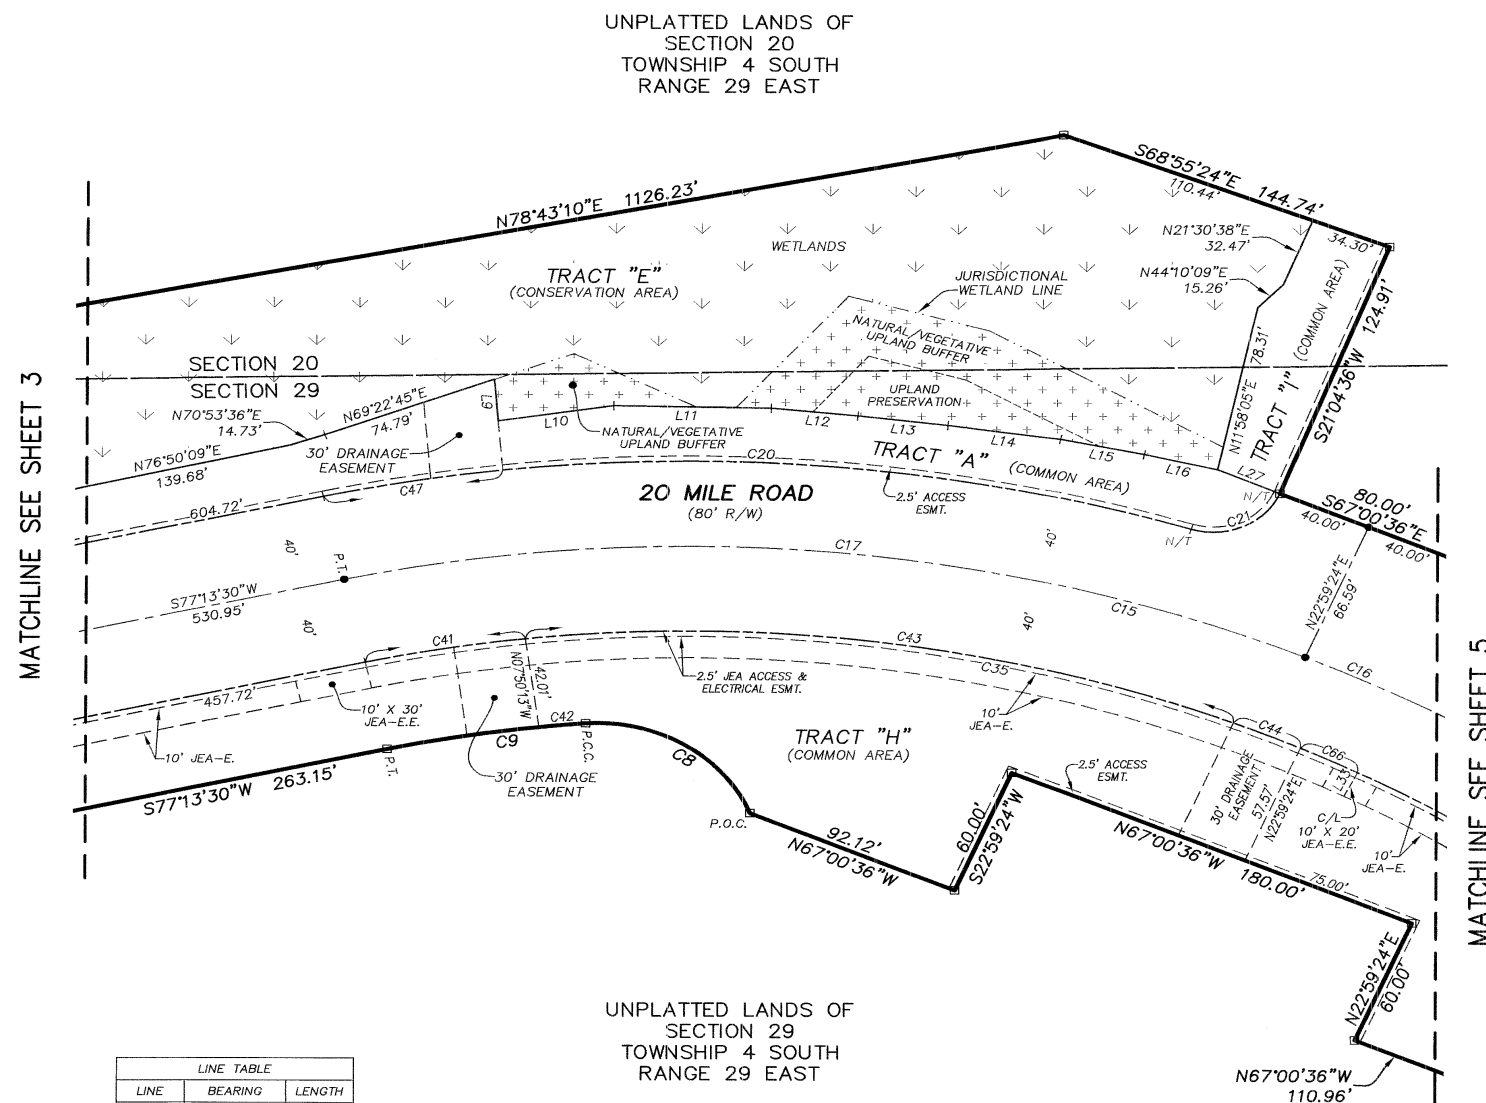 UNPLATTED LANDS OF
SECTION 20
TOWNSHIP 4 SOUTH
RANGE 29 EAST
S68°55'24"E 144.74'
110.44'
34.30'
N78°43'10"E 1126.23'
N21°30'38"E
32.47'
WETLANDS
N44°10'09"E
15.26'
TRACT "E"
(CONSERVATION AREA)
JURISDICTIONAL
WETLAND LINE
TRACT "I"
(COMMON AREA)
S21°04'36"W 124.91'
N11°58'05"E 78.31'
NATURAL/VEGETATIVE
UPLAND BUFFER
UPLAND
PRESERVATION
SECTION 20
SECTION 29
MATCHLINE SEE SHEET 3
N70°53'36"E
14.73'
N69°22'45"E
74.79'
L9
L10
L11
L12
L13
L14
L15
L16
L27
NATURAL/VEGETATIVE
UPLAND BUFFER
30' DRAINAGE
EASEMENT
N76°50'09"E
139.68'
C20
TRACT "A"
(COMMON AREA)
C47
604.72'
20 MILE ROAD
(80' R/W)
2.5' ACCESS
ESMT.
N/T
C21
N/T
80.00'
S67°00'36"E
40.00'
40.00'
40'
P.T.
40'
C17
N22°59'24"E
66.59'
S77°13'30"W
530.95'
40'
40'
C15
C16
C41
C43
C35
457.72'
N07°50'13"W
42.01'
2.5' JEA ACCESS &
ELECTRICAL ESMT.
10' X 30'
JEA-E.E.
10' JEA-E.
C42
C9
P.C.C.
C8
P.T.
10'
JEA-E.
C44
C66
TRACT "H"
(COMMON AREA)
2.5' ACCESS
ESMT.
30' DRAINAGE
EASEMENT
S77°13'30"W 263.15'
30' DRAINAGE
EASEMENT
57.57'
N22°59'24"E
C/L
10' X 20'
JEA-E.E.
10'
JEA-E.
P.O.C.
92.12'
N67°00'36"W
60.00'
S22°59'24"W
N67°00'36"W 180.00'
75.00'
N22°59'24"E
60.00'
N67°00'36"W
110.96'
MATCHLINE SEE SHEET 5
UNPLATTED LANDS OF
SECTION 29
TOWNSHIP 4 SOUTH
RANGE 29 EAST
LINE TABLE
LINE BEARING LENGTH